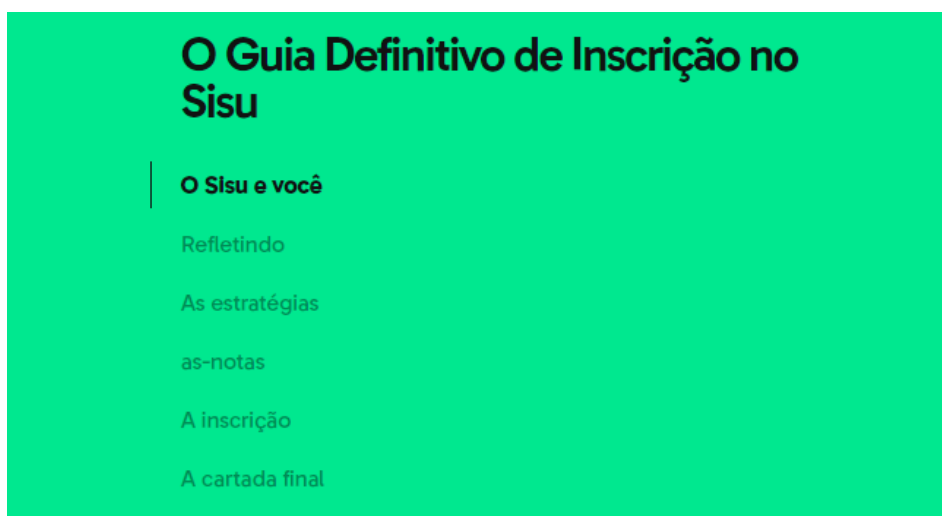 O Guia Definitivo de Inscrição no
Sisu
O SIsu e você
Refletindo
As estratégias
as-notas
A inscrição
A cartada final